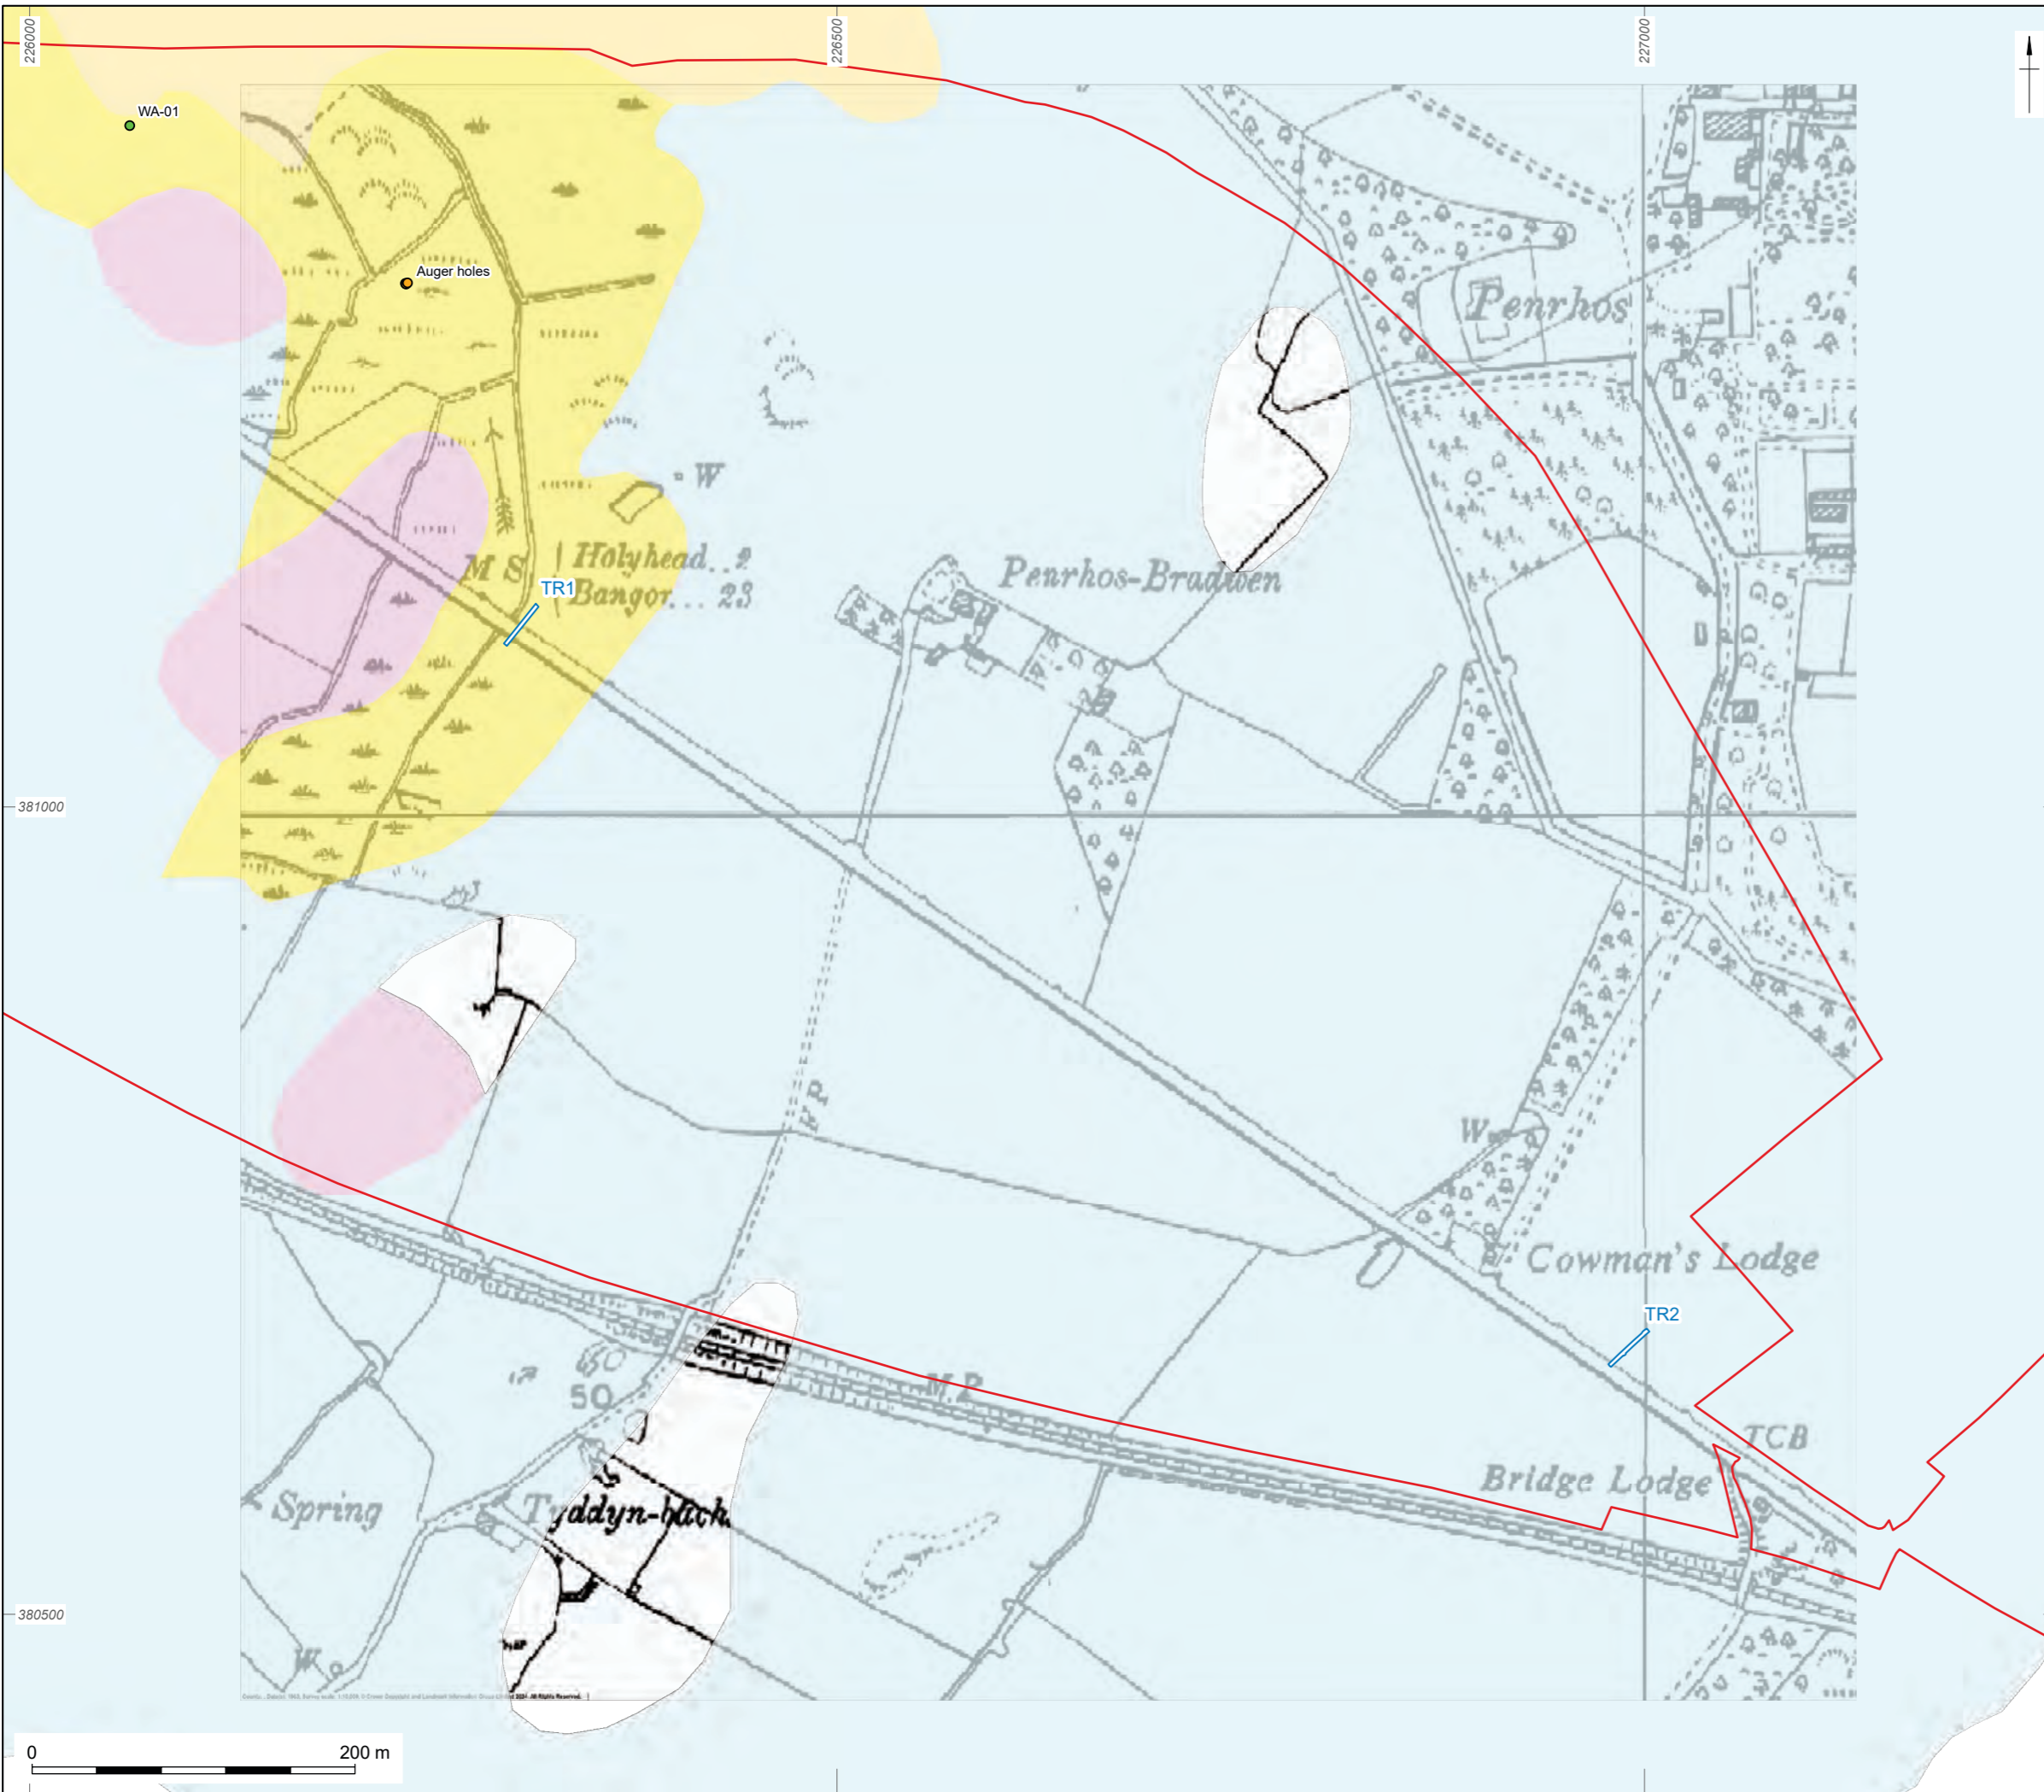 226000
226500
227000
WA-01
Auger holes
Penrhos
W
M S
Holyhead.. 2
Bangor... 23
TR1
Penrhos-Bradwen
381000
F.P.
W
Cowman's Lodge
TR2
50
M P
TCB
Bridge Lodge
Spring
Tyddyn-bach
380500
W
0
200 m